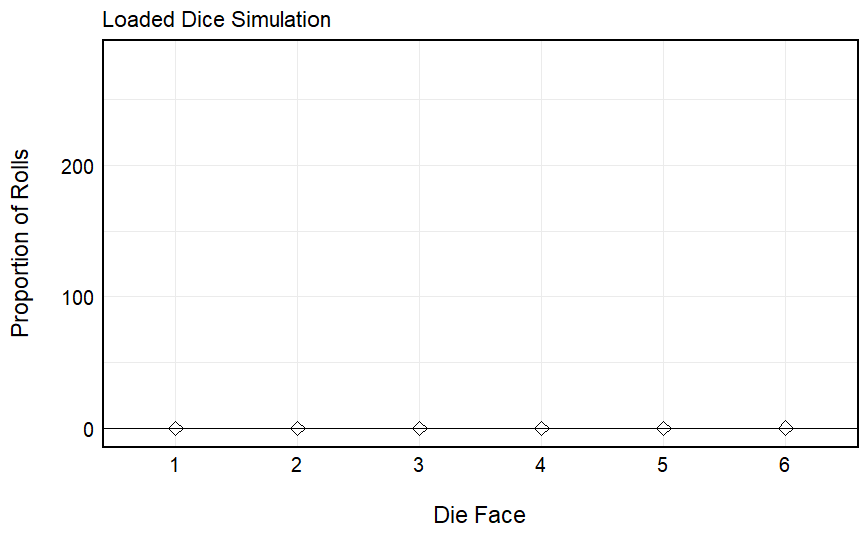 Loaded Dice Simulation
Proportion of Rolls
200
100
0
1 2 3 4 5 6
Die Face